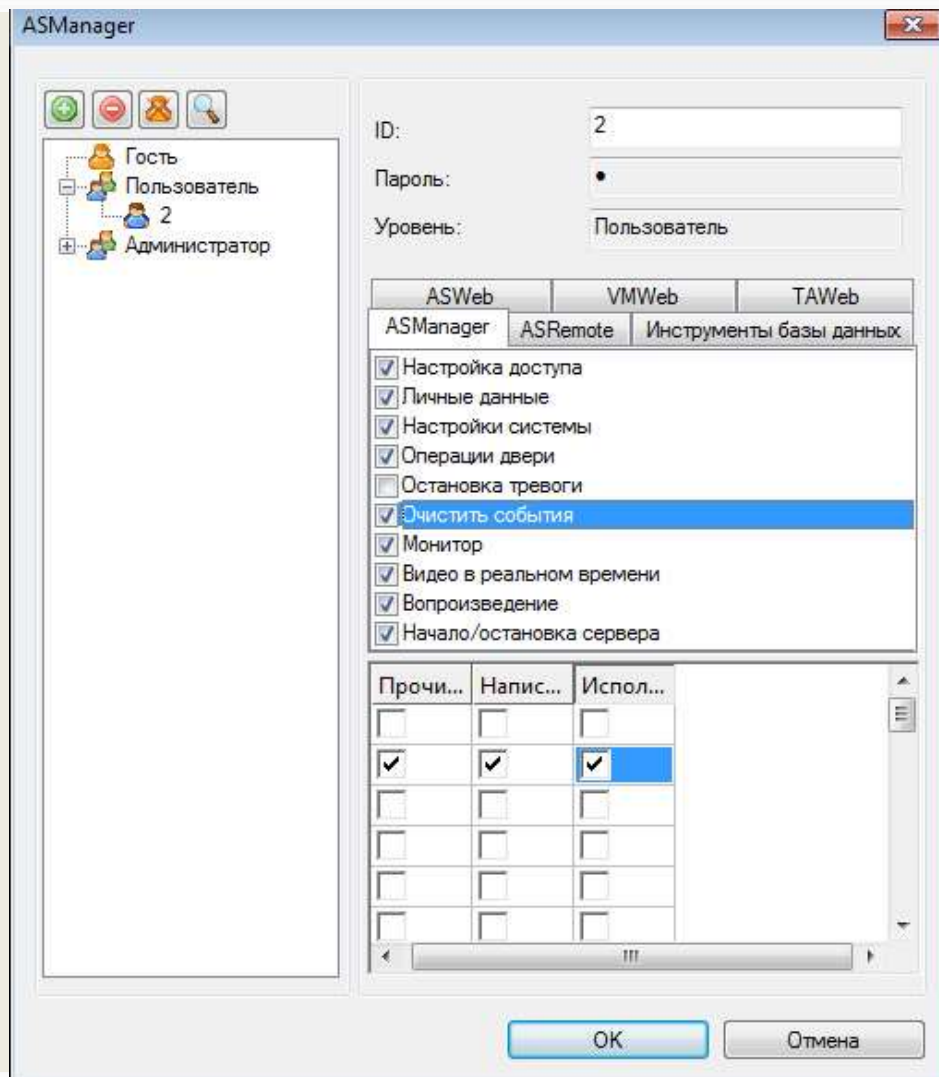 ASManager
Гость
Пользователь
2
Администратор
ID: 2
Пароль: •
Уровень: Пользователь
ASWeb VMWeb TAWeb
ASManager ASRemote Инструменты базы данных
Настройка доступа
Личные данные
Настройки системы
Операции двери
Остановка тревоги
Очистить события
Монитор
Видео в реальном времени
Вопроизведение
Начало/остановка сервера
Прочи... Напис... Испол...
OK Отмена